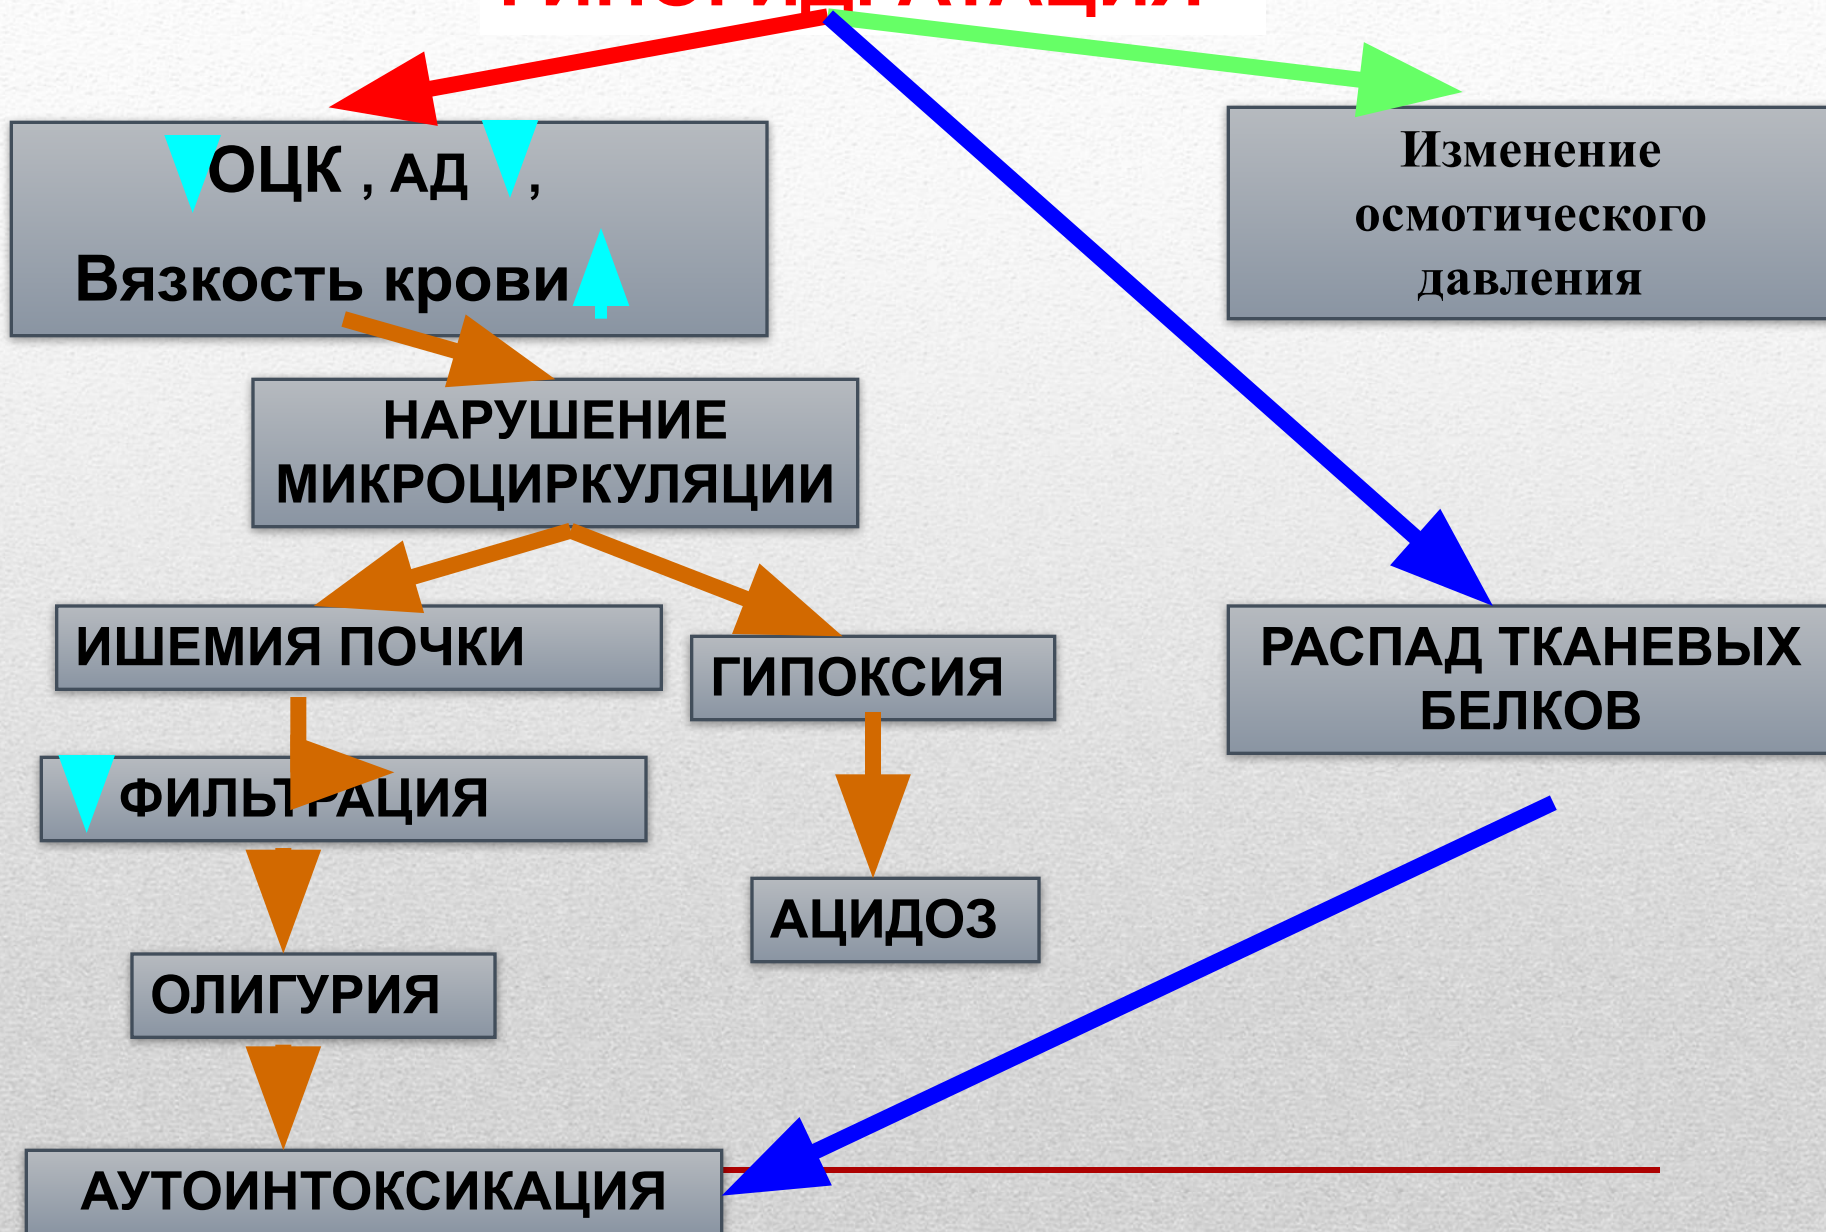 ГИПОГИДРАТАЦИЯ
ОЦК , АД ,
Вязкость крови
Изменение
осмотического
давления
НАРУШЕНИЕ
МИКРОЦИРКУЛЯЦИИ
ИШЕМИЯ ПОЧКИ
ГИПОКСИЯ
РАСПАД ТКАНЕВЫХ
БЕЛКОВ
ФИЛЬТРАЦИЯ
АЦИДОЗ
ОЛИГУРИЯ
АУТОИНТОКСИКАЦИЯ